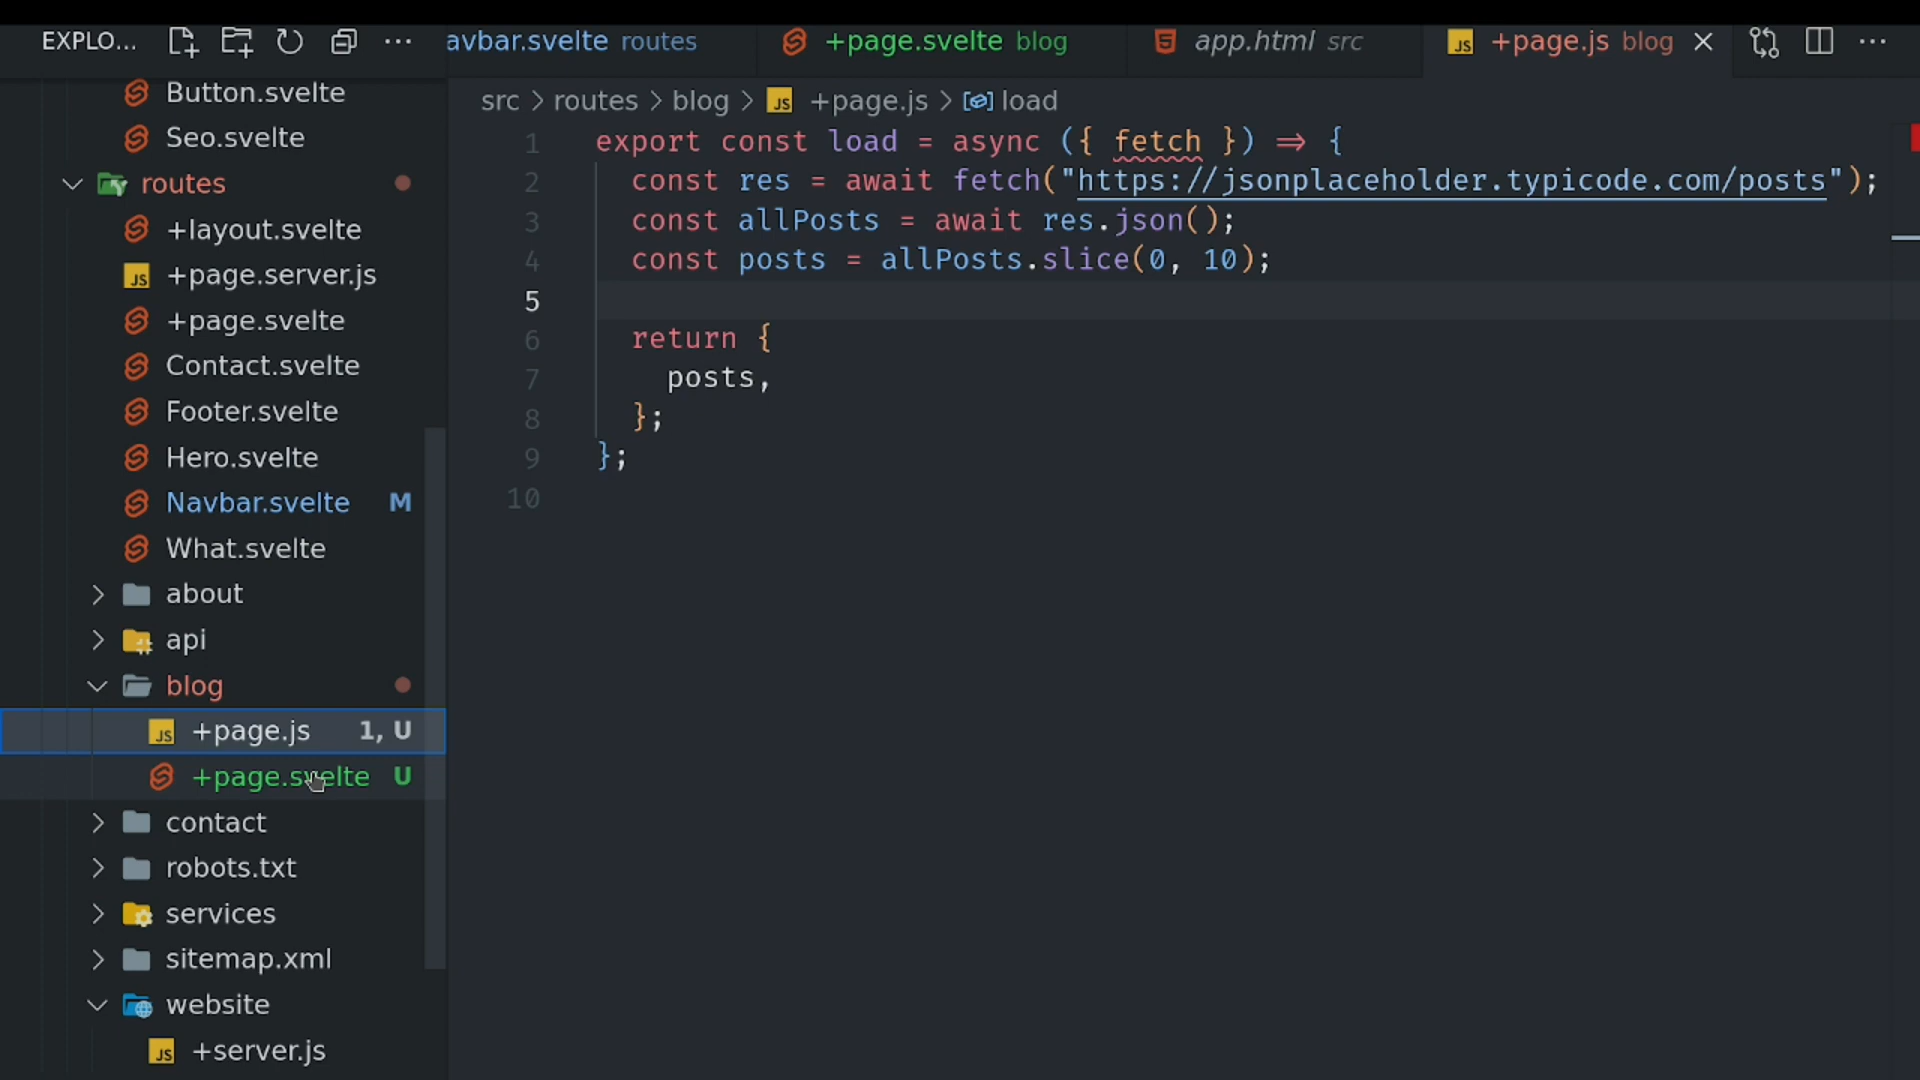 EXPLO...
avbar.svelte routes
+page.svelte blog
app.html src
JS +page.js blog
Button.svelte
Seo.svelte
routes
+layout.svelte
JS +page.server.js
+page.svelte
Contact.svelte
Footer.svelte
Hero.svelte
Navbar.svelte M
What.svelte
about
api
blog
JS +page.js 1, U
+page.svelte U
contact
robots.txt
services
sitemap.xml
website
JS +server.js
src > routes > blog > JS +page.js > load
1 export const load = async ({ fetch }) => {
2 const res = await fetch("https://jsonplaceholder.typicode.com/posts");
3 const allPosts = await res.json();
4 const posts = allPosts.slice(0, 10);
5
6 return {
7 posts,
8 };
9 };
10